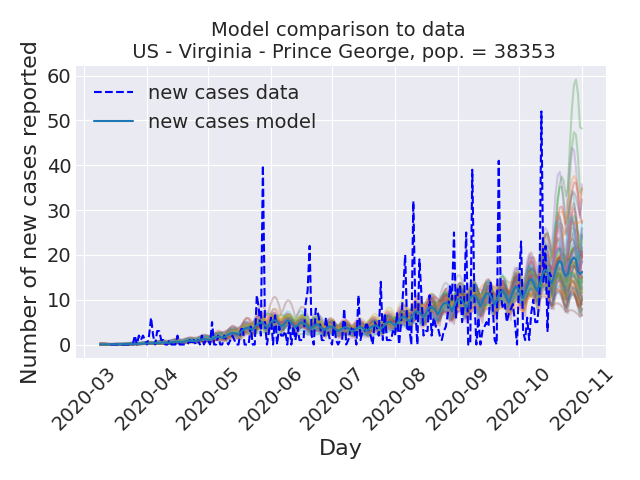 Model comparison to data
US - Virginia - Prince George, pop. = 38353
Number of new cases reported
60
50
40
30
20
10
0
new cases data
new cases model
2020-03
2020-04
2020-05
2020-06
2020-07
2020-08
2020-09
2020-10
2020-11
Day